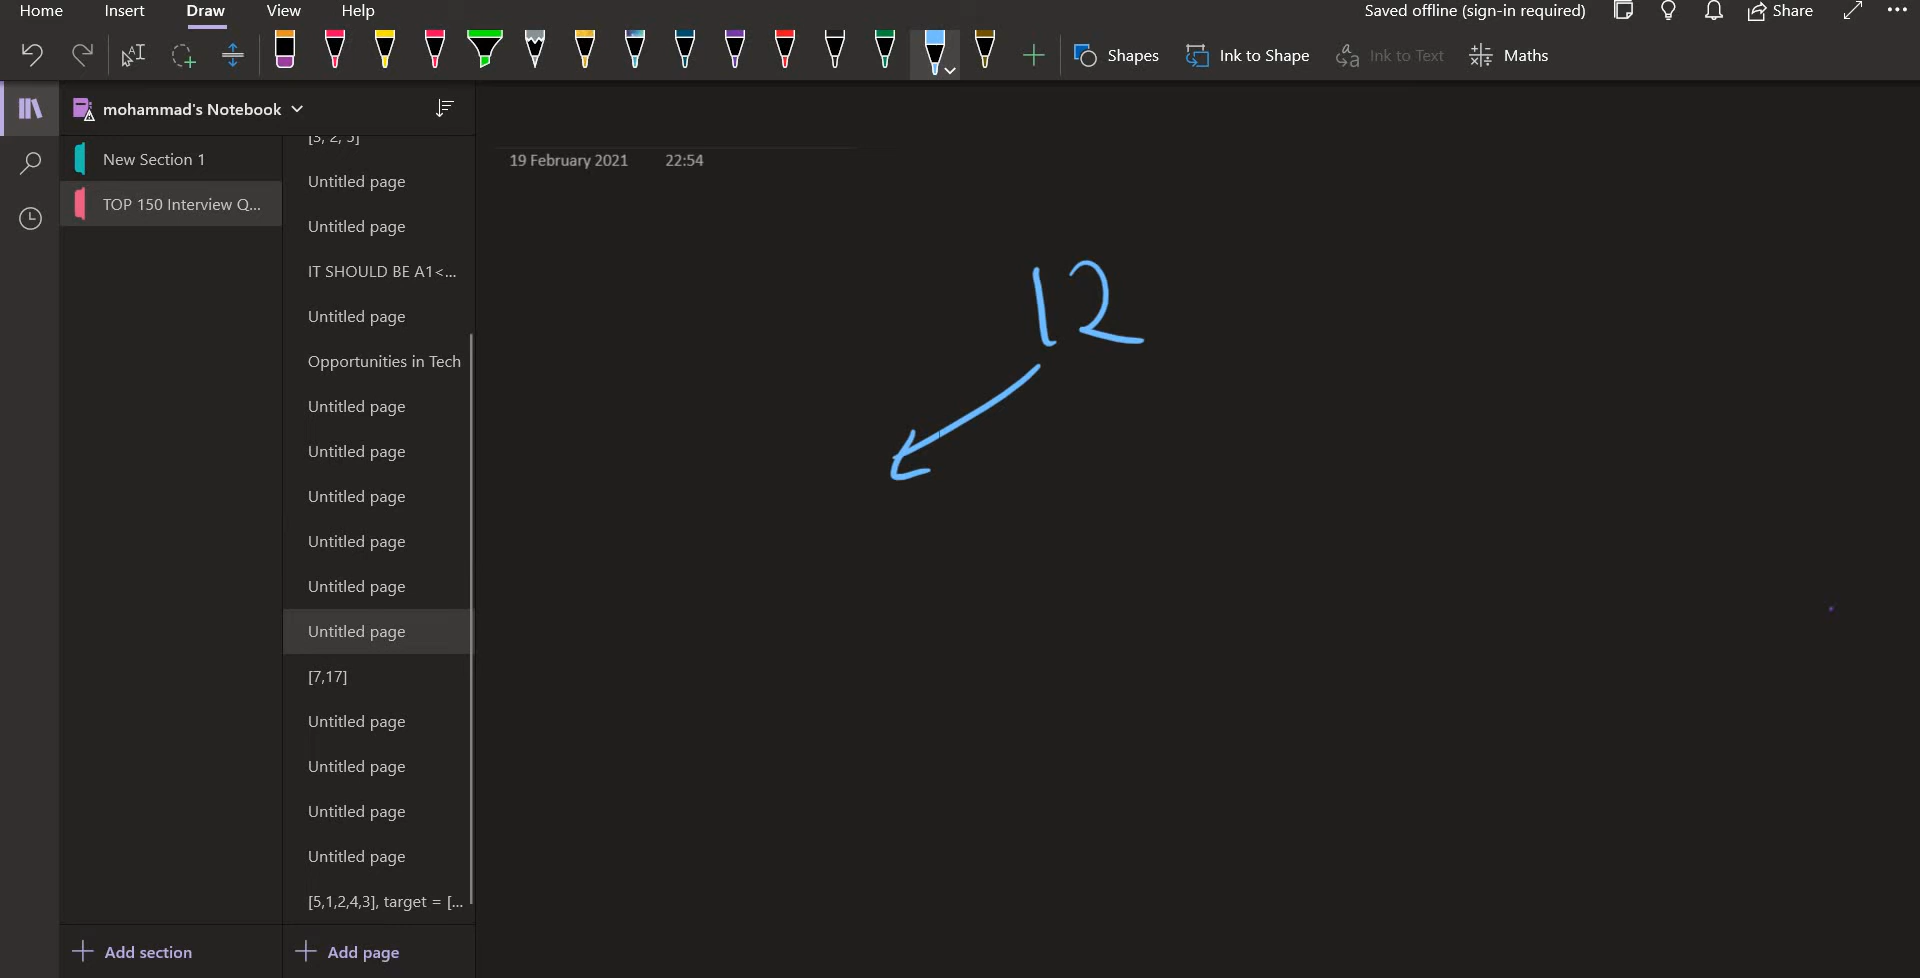 Home Insert Draw View Help Saved offline (sign-in required) Share
Shapes Ink to Shape Ink to Text Maths
mohammad's Notebook
New Section 1
TOP 150 Interview Q...
[3, 2, 5]
Untitled page
Untitled page
IT SHOULD BE A1<...
Untitled page
Opportunities in Tech
Untitled page
Untitled page
Untitled page
Untitled page
Untitled page
Untitled page
[7,17]
Untitled page
Untitled page
Untitled page
Untitled page
[5,1,2,4,3], target = [...
Add section
Add page
19 February 2021 22:54
12